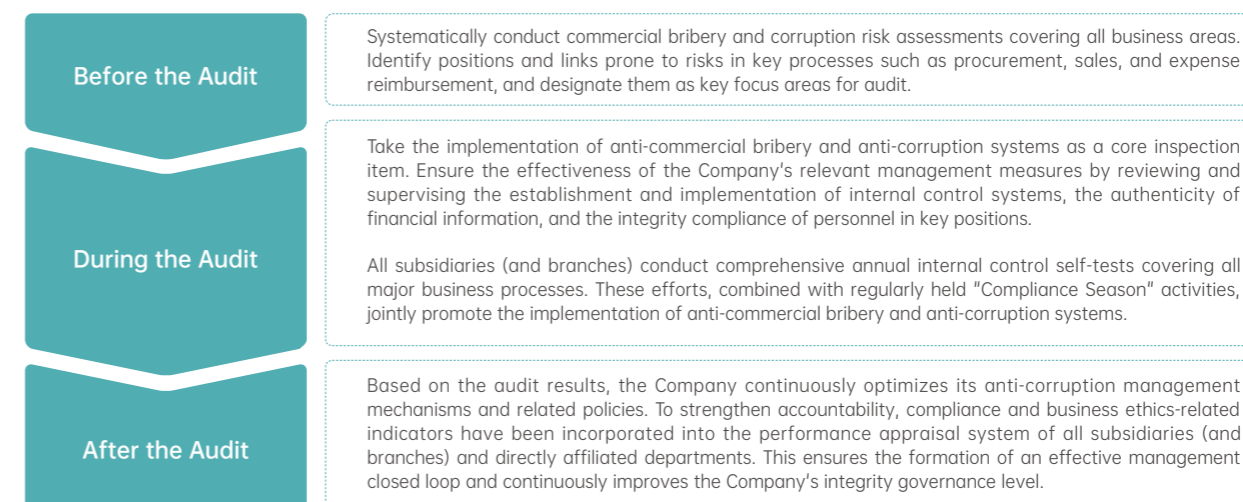 Before the Audit
Systematically conduct commercial bribery and corruption risk assessments covering all business areas.
Identify positions and links prone to risks in key processes such as procurement, sales, and expense
reimbursement, and designate them as key focus areas for audit.
During the Audit
Take the implementation of anti-commercial bribery and anti-corruption systems as a core inspection
item. Ensure the effectiveness of the Company's relevant management measures by reviewing and
supervising the establishment and implementation of internal control systems, the authenticity of
financial information, and the integrity compliance of personnel in key positions.
All subsidiaries (and branches) conduct comprehensive annual internal control self-tests covering all
major business processes. These efforts, combined with regularly held "Compliance Season" activities,
jointly promote the implementation of anti-commercial bribery and anti-corruption systems.
After the Audit
Based on the audit results, the Company continuously optimizes its anti-corruption management
mechanisms and related policies. To strengthen accountability, compliance and business ethics-related
indicators have been incorporated into the performance appraisal system of all subsidiaries (and
branches) and directly affiliated departments. This ensures the formation of an effective management
closed loop and continuously improves the Company's integrity governance level.